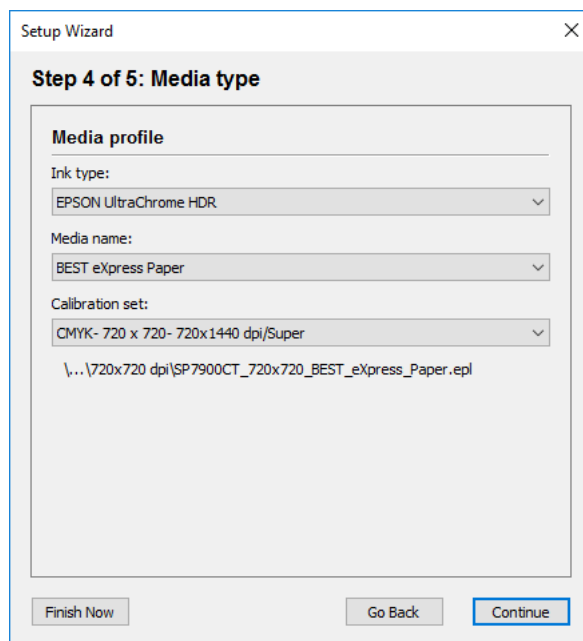 Setup Wizard
Step 4 of 5: Media type
Media profile
Ink type:
EPSON UltraChrome HDR
Media name:
BEST eXpress Paper
Calibration set:
CMYK- 720 x 720- 720x1440 dpi/Super
\...\720x720 dpi\SP7900CT_720x720_BEST_eXpress_Paper.epl
Finish Now
Go Back
Continue